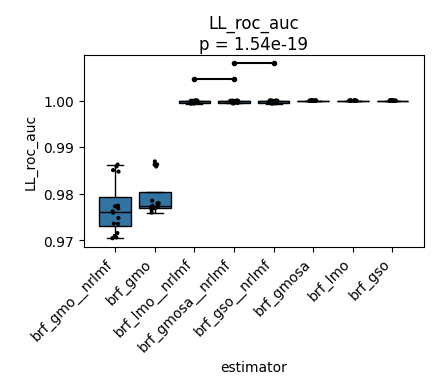 LL_roc_auc
p = 1.54e-19
LL_roc_auc
1.00
0.99
0.98
0.97
brf_gmo__nrlmf
brf_gmo
brf_lmo__nrlmf
brf_gmosa__nrlmf
brf_gso__nrlmf
brf_gmosa
brf_lmo
brf_gso
estimator